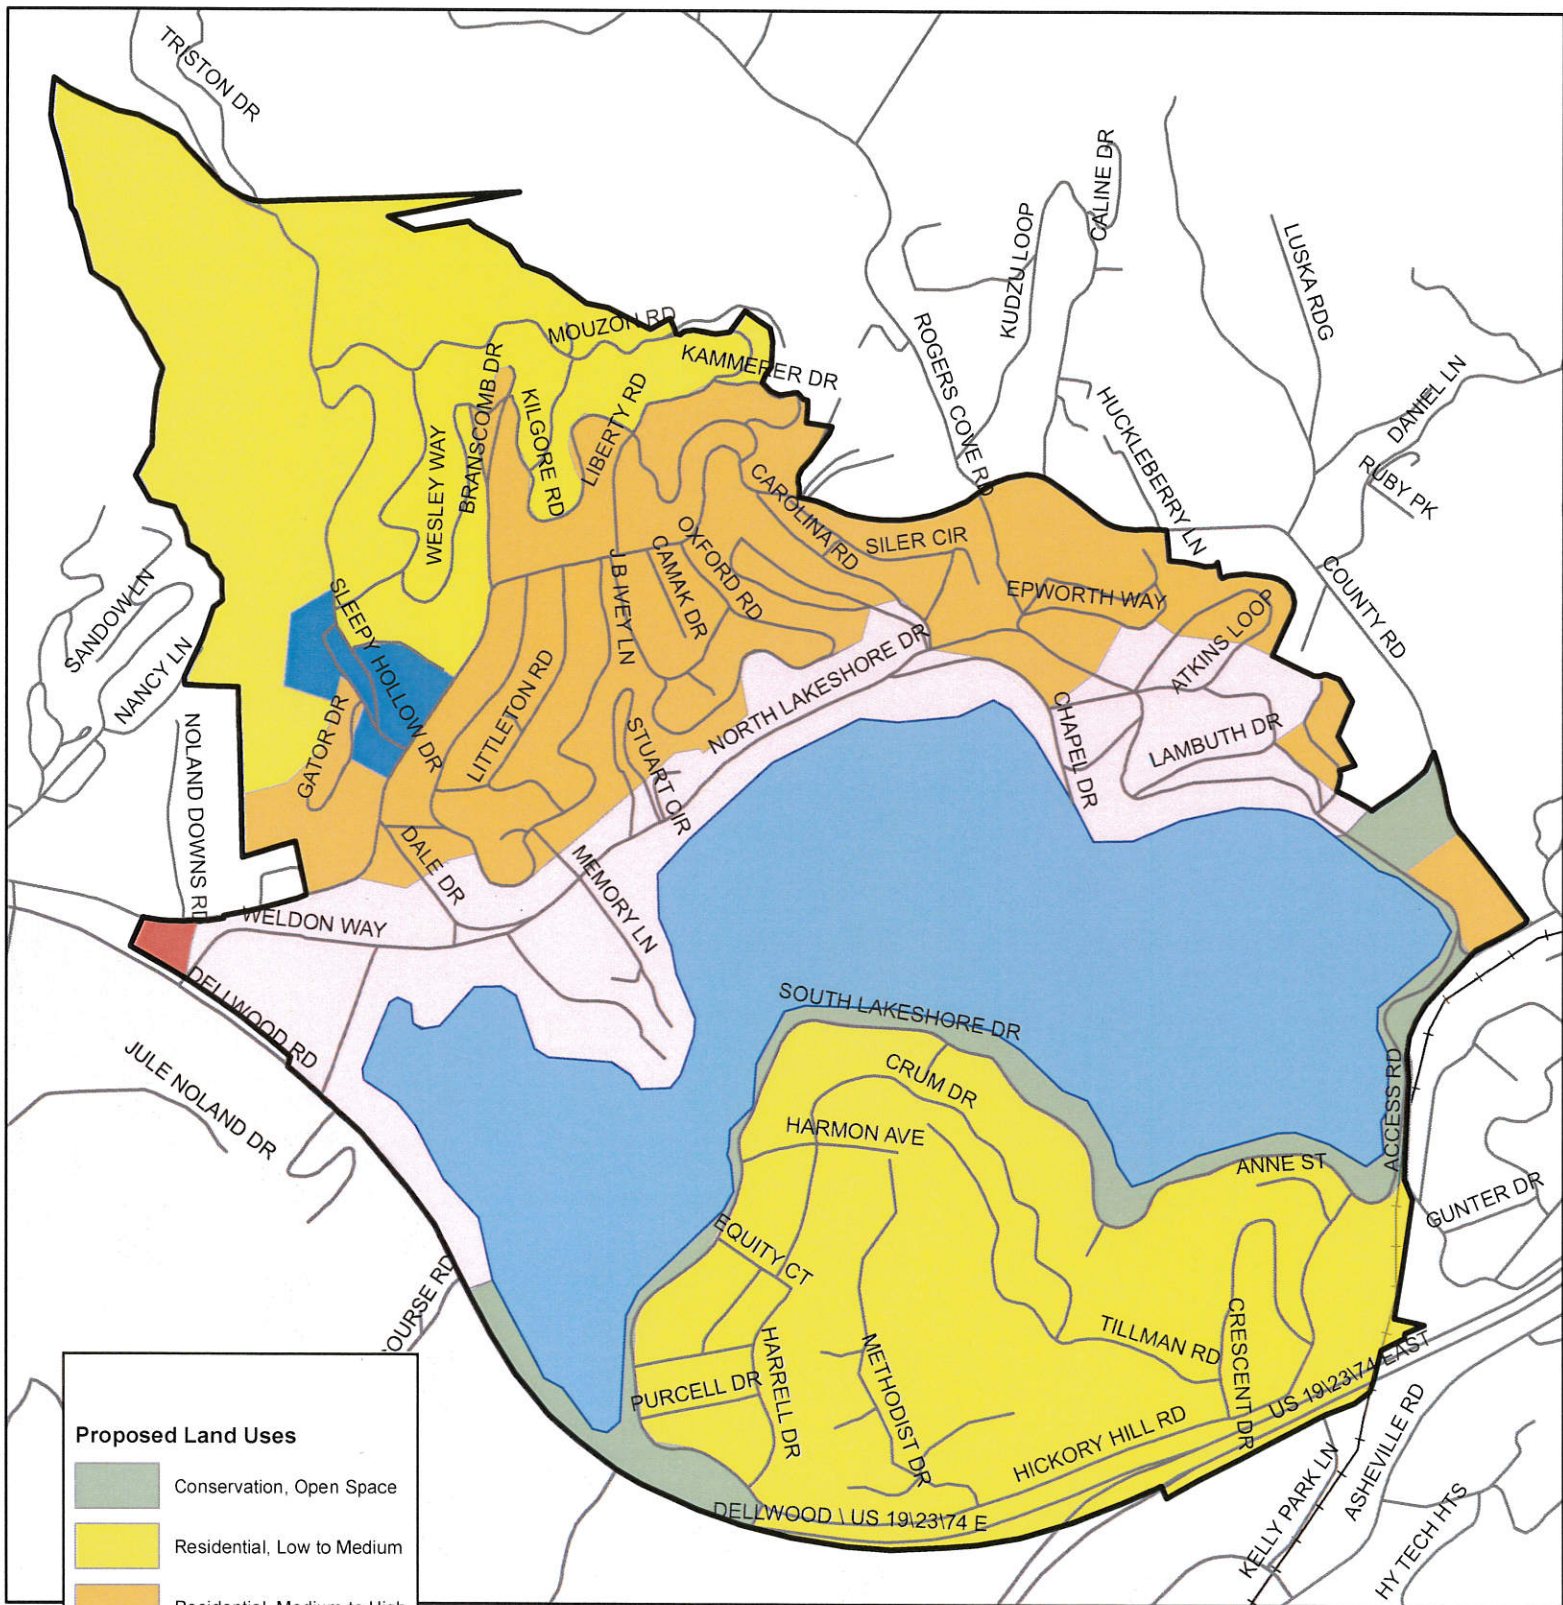 TRISTON DR
CALINE DR
KUDZU LOOP
LUSKA RDG
MOUZON RD
KAMMERER DR
ROGERS COVE RD
HUCKLEBERRY LN
DANIEL LN
RUBY PK
BRANSCOMB DR
WESLEY WAY
KILGORE RD
LIBERTY RD
CAROLINA RD
SILER CIR
OXFORD RD
CAMAK DR
J B IVEY LN
EPWORTH WAY
ATKINS LOOP
COUNTY RD
SANDOW LN
NANCY LN
SLEEPY HOLLOW DR
GATOR DR
LITTLETON RD
STUART CIR
NORTH LAKESHORE DR
CHAPEL DR
LAMBUTH DR
NOLAND DOWNS RD
DALE DR
MEMORY LN
WELDON WAY
DELLWOOD RD
JULE NOLAND DR
SOUTH LAKESHORE DR
CRUM DR
HARMON AVE
ANNE ST
ACCESS RD
GUNTER DR
EQUITY CT
OURSE RD
HARRELL DR
PURCELL DR
METHODIST DR
TILLMAN RD
CRESCENT DR
HICKORY HILL RD
US 19\23\74 EAST
DELLWOOD \ US 19\23\74 E
KELLY PARK LN
ASHEVILLE RD
HY TECH HTS
Proposed Land Uses
Conservation, Open Space
Residential, Low to Medium
Residential, Medium to High